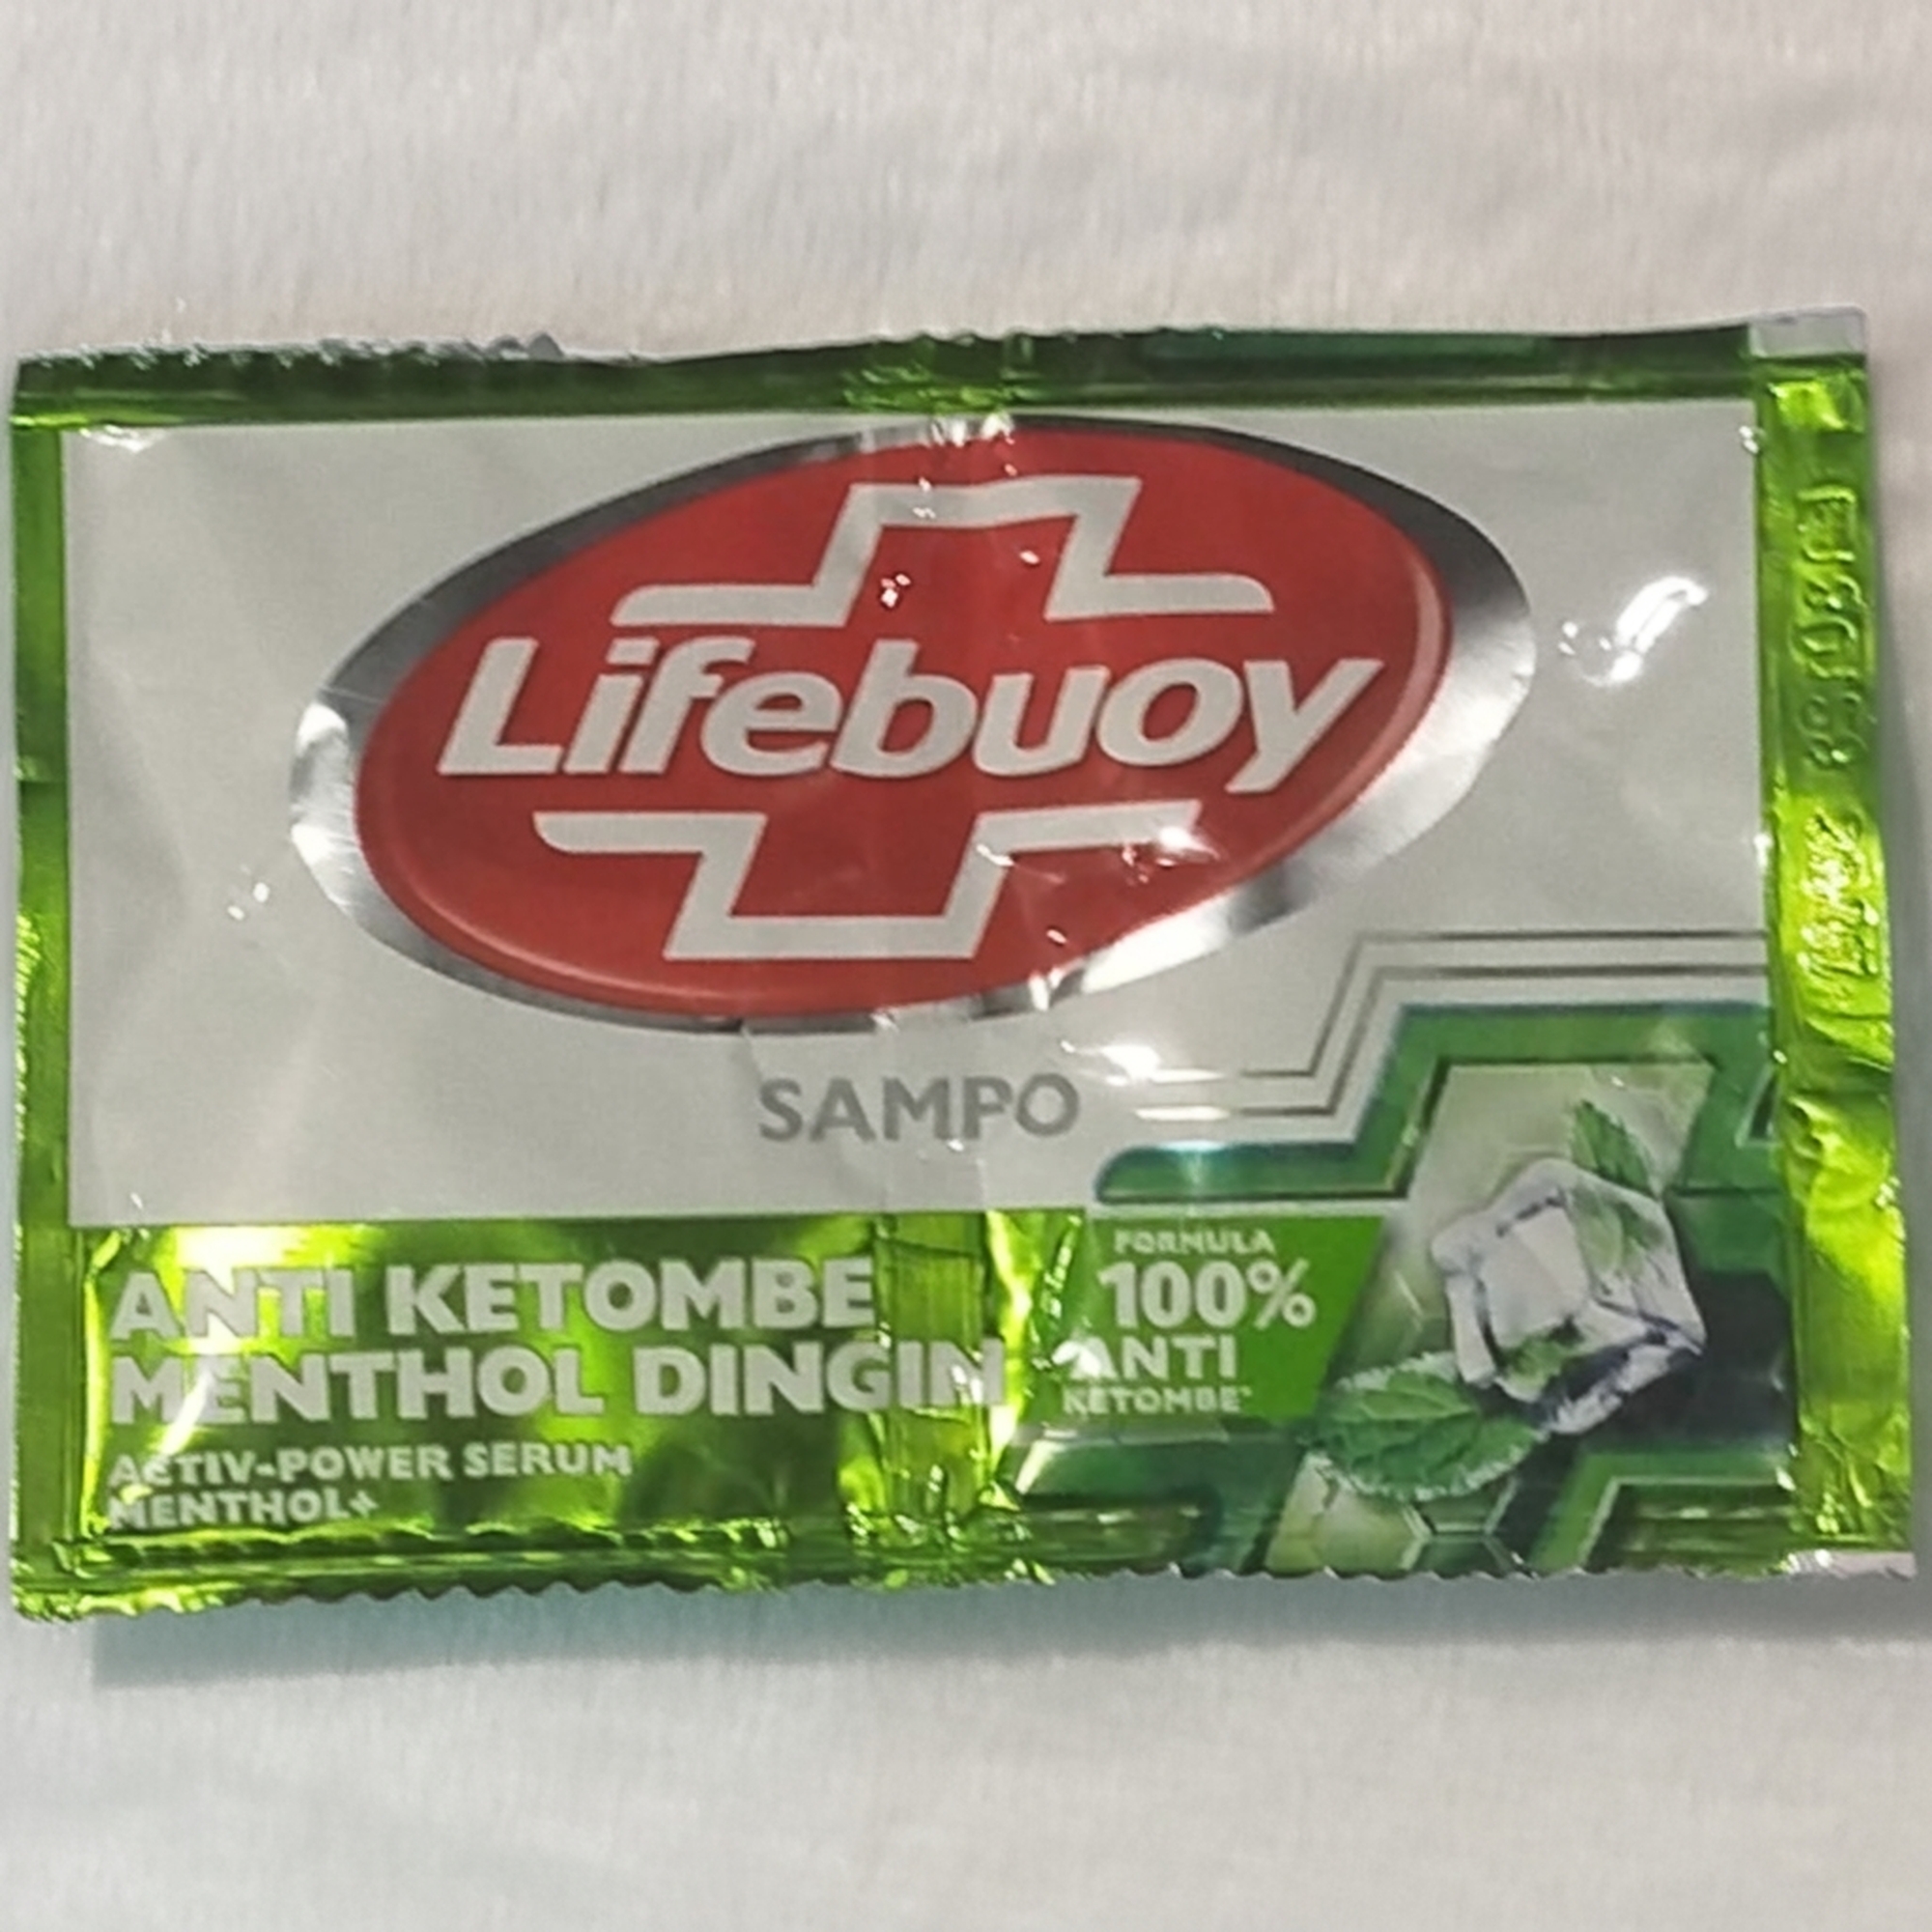 Lifebuoy
SAMPO
ANTI KETOMBE
MENTHOL DINGIN
ACTIV-POWER SERUM
MENTHOL+
FORMULA
100%
ANTI
KETOMBE*